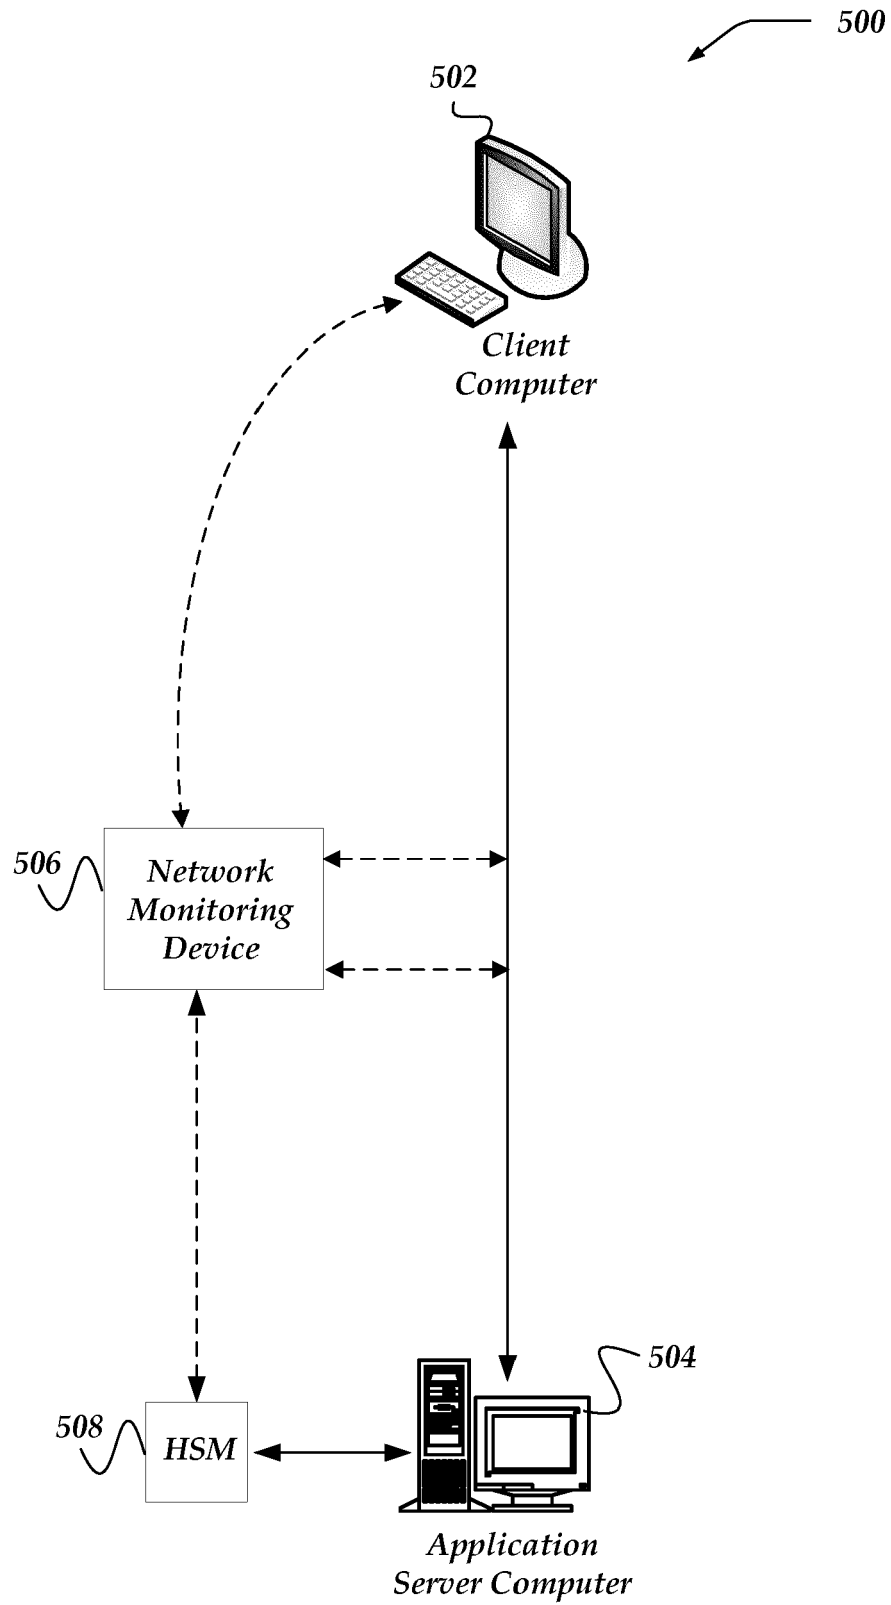 500
502
Client
Computer
506
Network
Monitoring
Device
504
508
HSM
Application
Server Computer